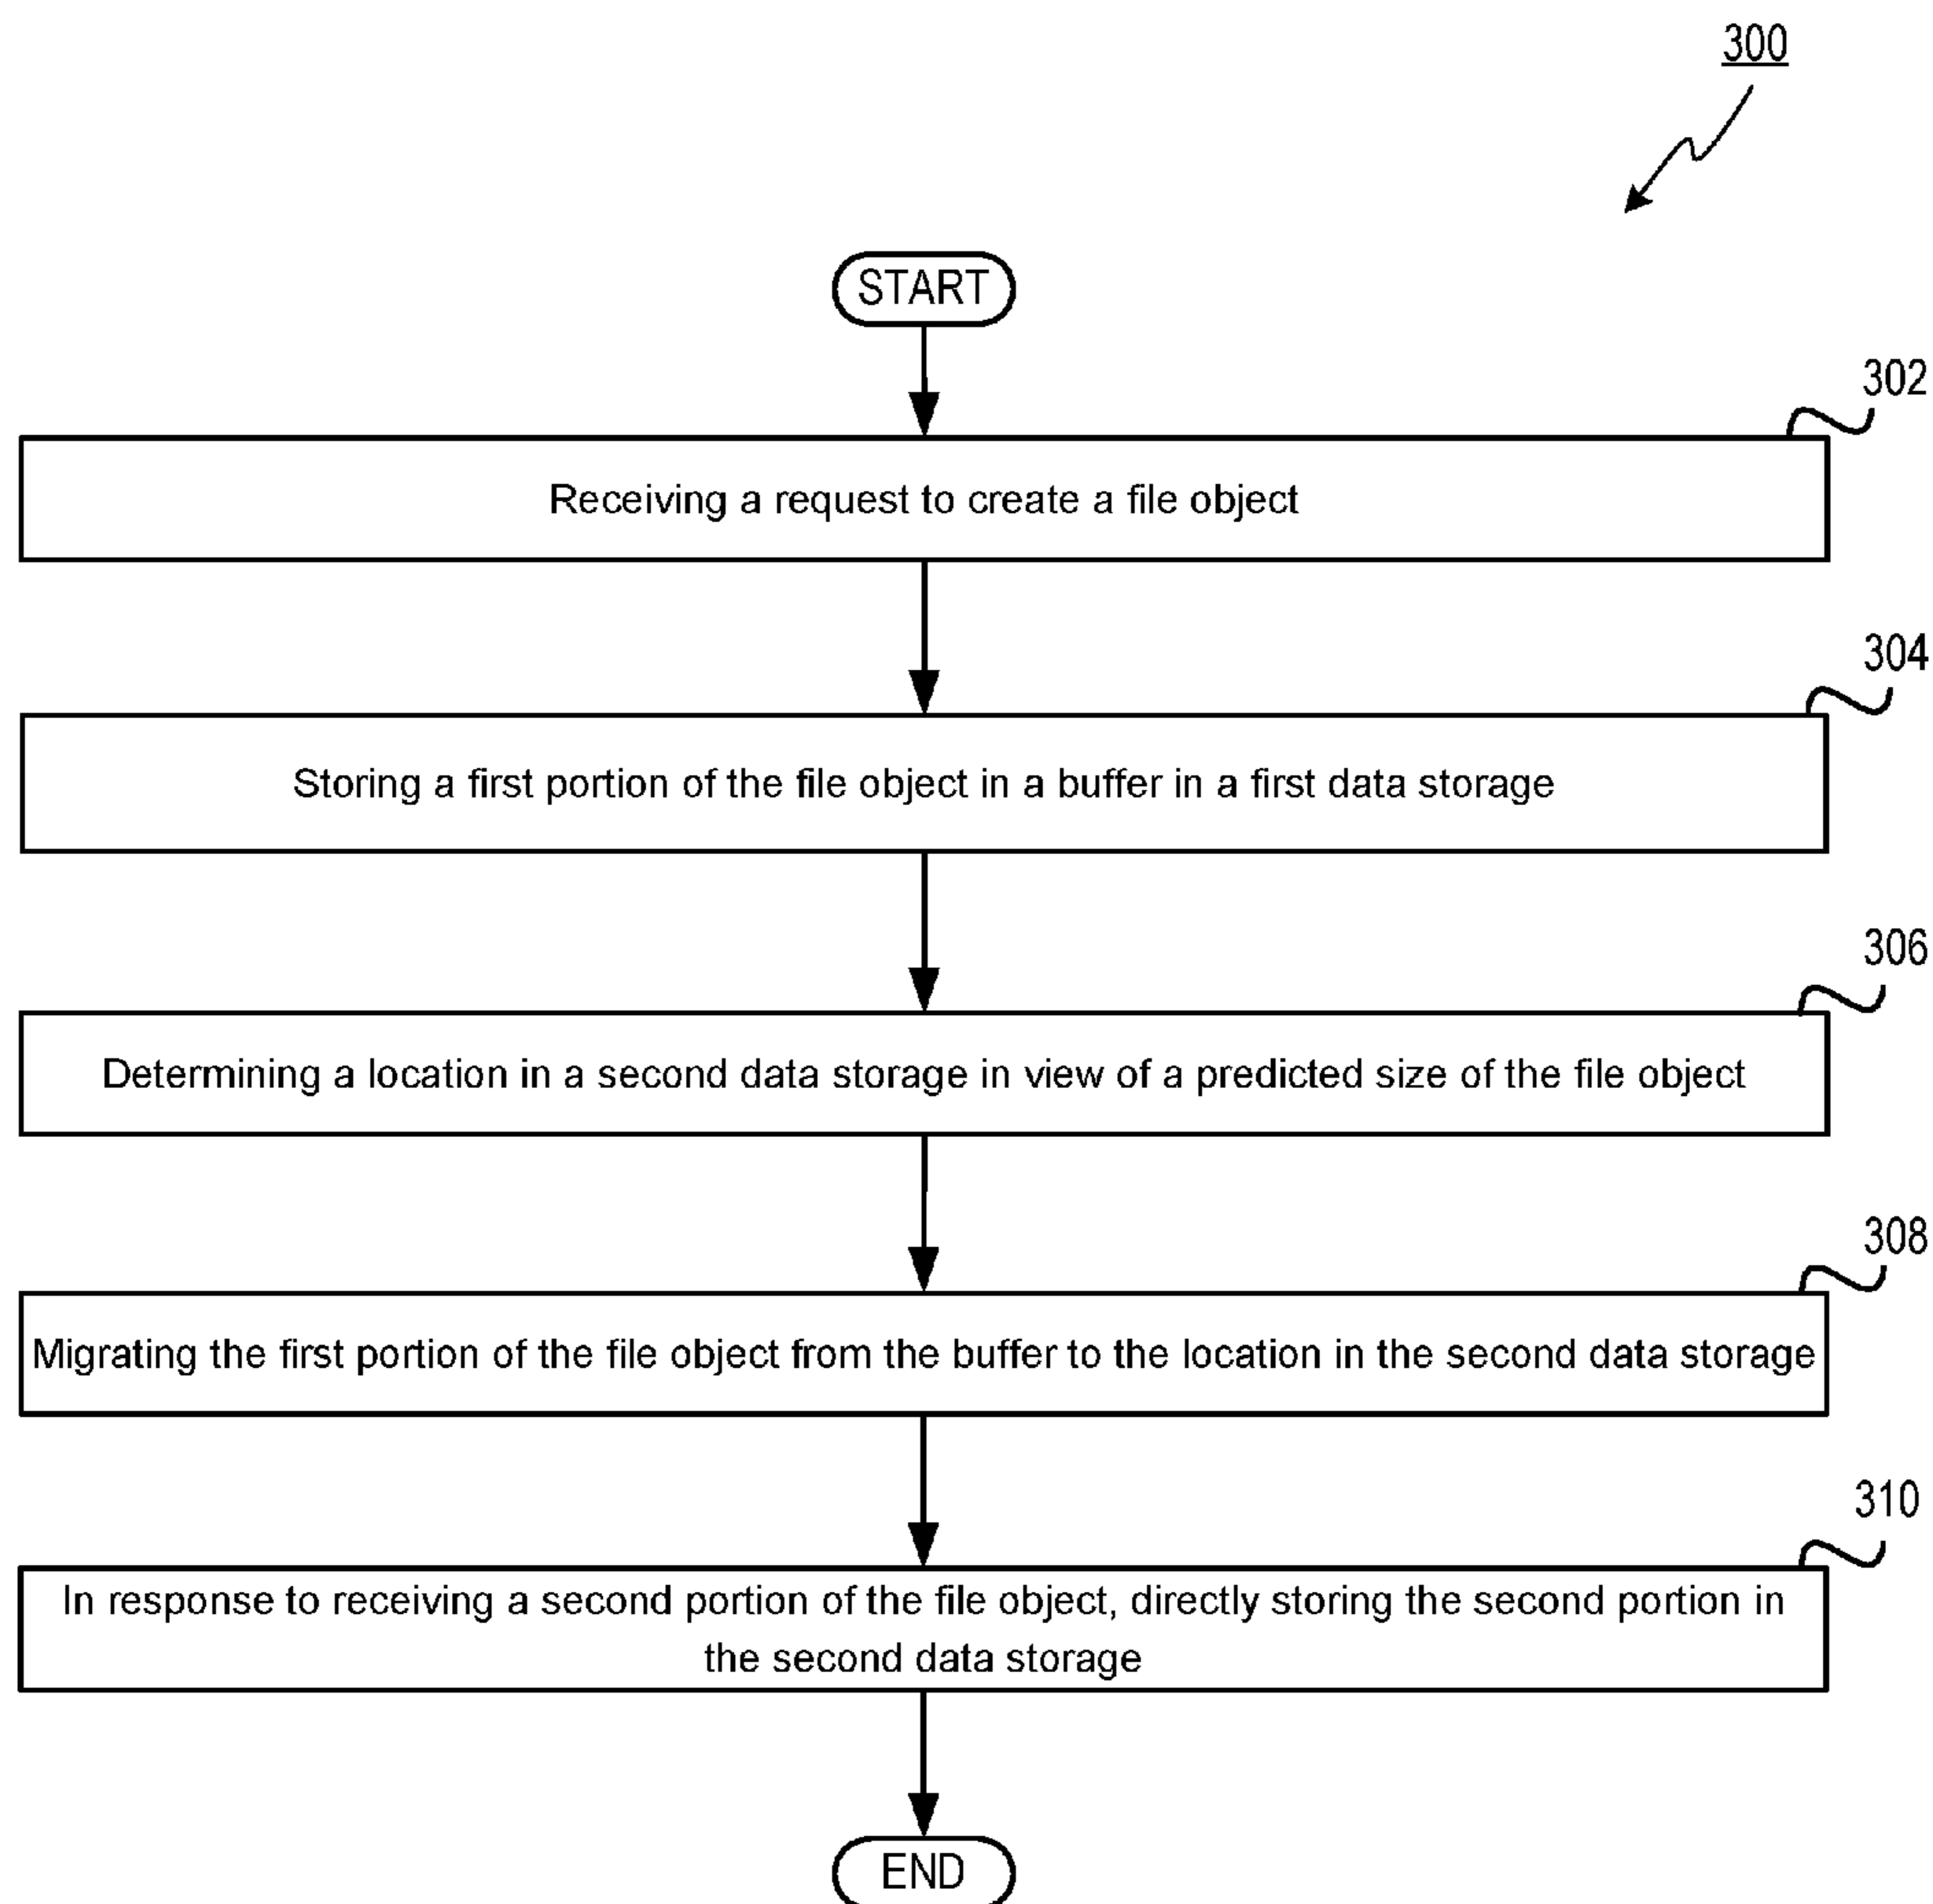 300
START
302
Receiving a request to create a file object
304
Storing a first portion of the file object in a buffer in a first data storage
306
Determining a location in a second data storage in view of a predicted size of the file object
308
Migrating the first portion of the file object from the buffer to the location in the second data storage
310
In response to receiving a second portion of the file object, directly storing the second portion in
the second data storage
END